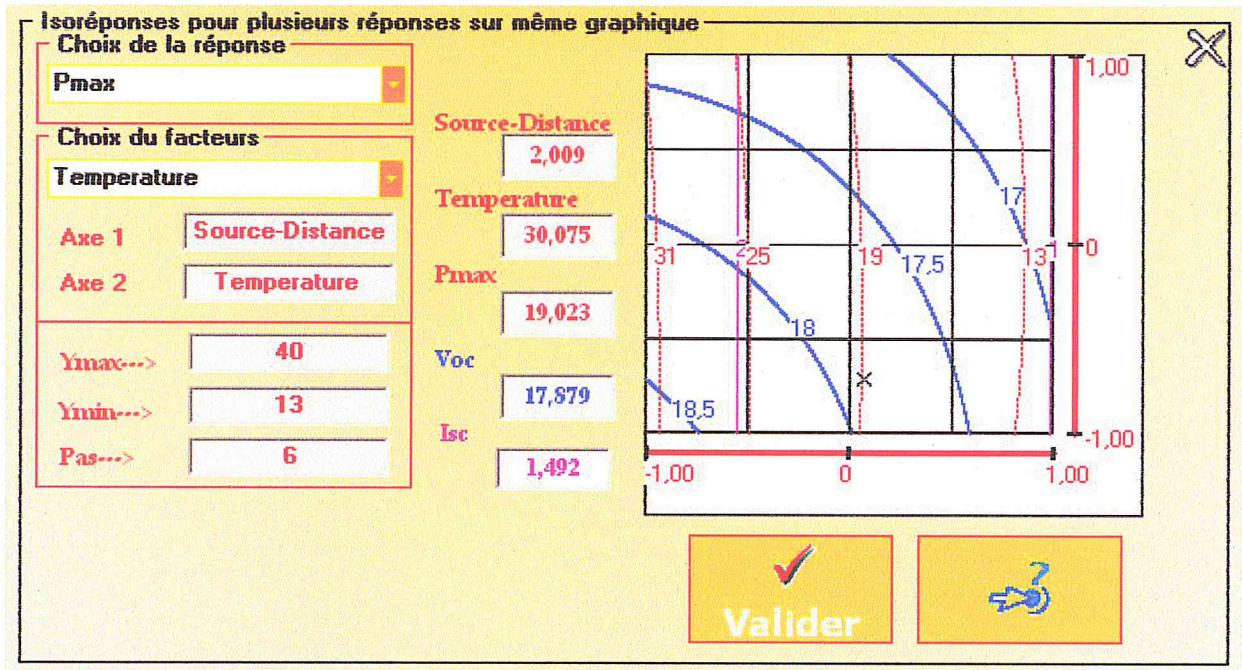 Isoréponses pour plusieurs réponses sur même graphique
Choix de la réponse
Pmax
Choix du facteurs
Temperature
Axe 1
Source-Distance
Axe 2
Temperature
Ymax--->
40
Ymin--->
13
Pas--->
6
Source-Distance
2,009
Temperature
30,075
Pmax
19,023
Voc
17,879
Isc
1,492
1,00
17
31
25
19
17,5
13
0
18
18,5
-1,00
-1,00
0
1,00
Valider
?